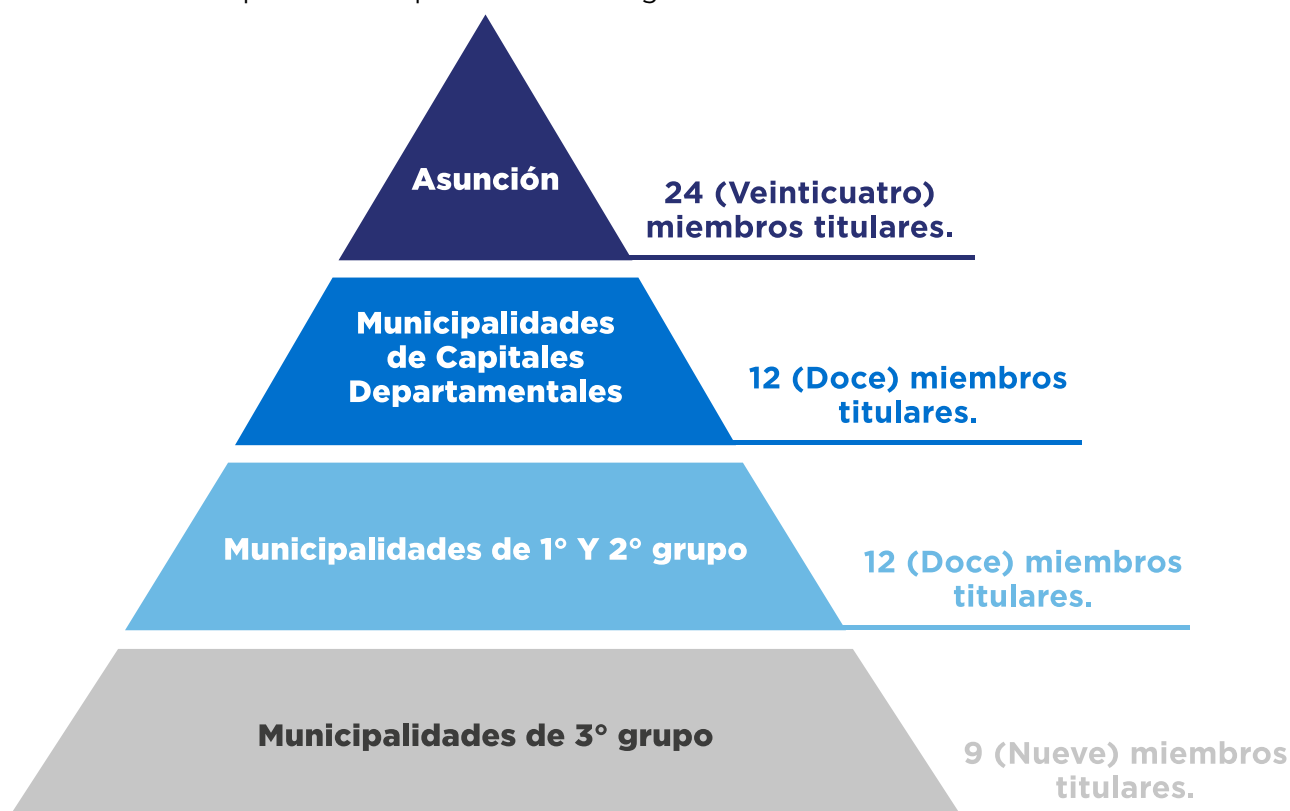 Asunción
24 (Veinticuatro)
miembros titulares.
Municipalidades
de Capitales
Departamentales
12 (Doce) miembros
titulares.
Municipalidades de 1° Y 2° grupo
12 (Doce) miembros
titulares.
Municipalidades de 3° grupo
9 (Nueve) miembros
titulares.